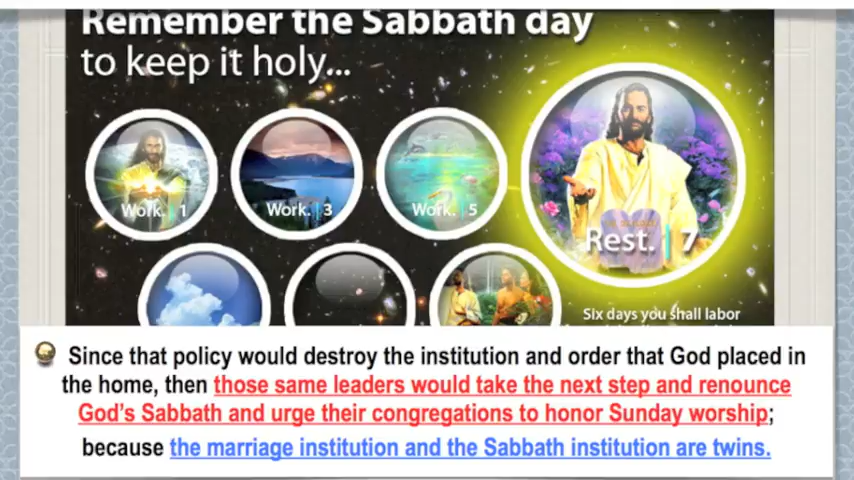 Remember the Sabbath day
to keep it holy...
Work. | 1
Work. | 3
Work. | 5
Rest. | 7
Six days you shall labor
Since that policy would destroy the institution and order that God placed in
the home, then those same leaders would take the next step and renounce
God's Sabbath and urge their congregations to honor Sunday worship;
because the marriage institution and the Sabbath institution are twins.